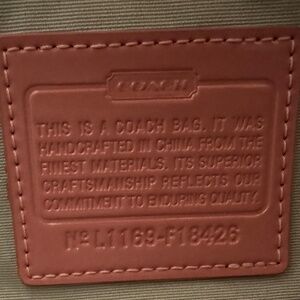 COACH
THIS IS A COACH BAG. IT WAS
HANDCRAFTED IN CHINA FROM THE
FINEST MATERIALS. ITS SUPERIOR
CRAFTSMANSHIP REFLECTS OUR
COMMITMENT TO ENDURING QUALITY.
Nº L1169-F18426